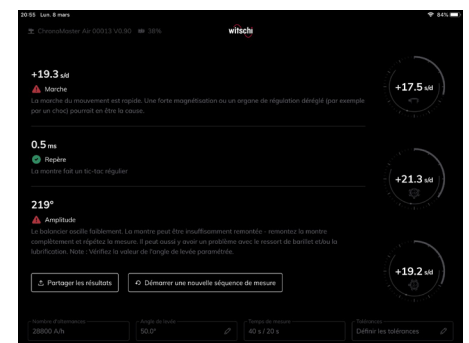 20:55 Lun. 8 mars
84%
ChronoMaster Air 00013 V0.90 38%
witschi
+19.3 s/d
Marche
La marche du mouvement est rapide. Une forte magnétisation ou un organe de régulation déréglé (par exemple
par un choc) pourrait en être la cause.
+17.5 s/d
0.5 ms
Repère
La montre fait un tic-tac régulier
+21.3 s/d
219°
Amplitude
Le balancier oscille faiblement. La montre peut être insuffisamment remontée - remontez la montre
complètement et répétez la mesure. Il peut aussi y avoir un problème avec le ressort de barillet et/ou la
lubrification. Note : Vérifiez la valeur de l'angle de levée paramétrée.
+19.2 s/d
Partager les résultats
Démarrer une nouvelle séquence de mesure
Nombre d'alternances
28800 A/h
Angle de levée
50.0°
Temps de mesure
40 s / 20 s
Tolérances
Définir les tolérances